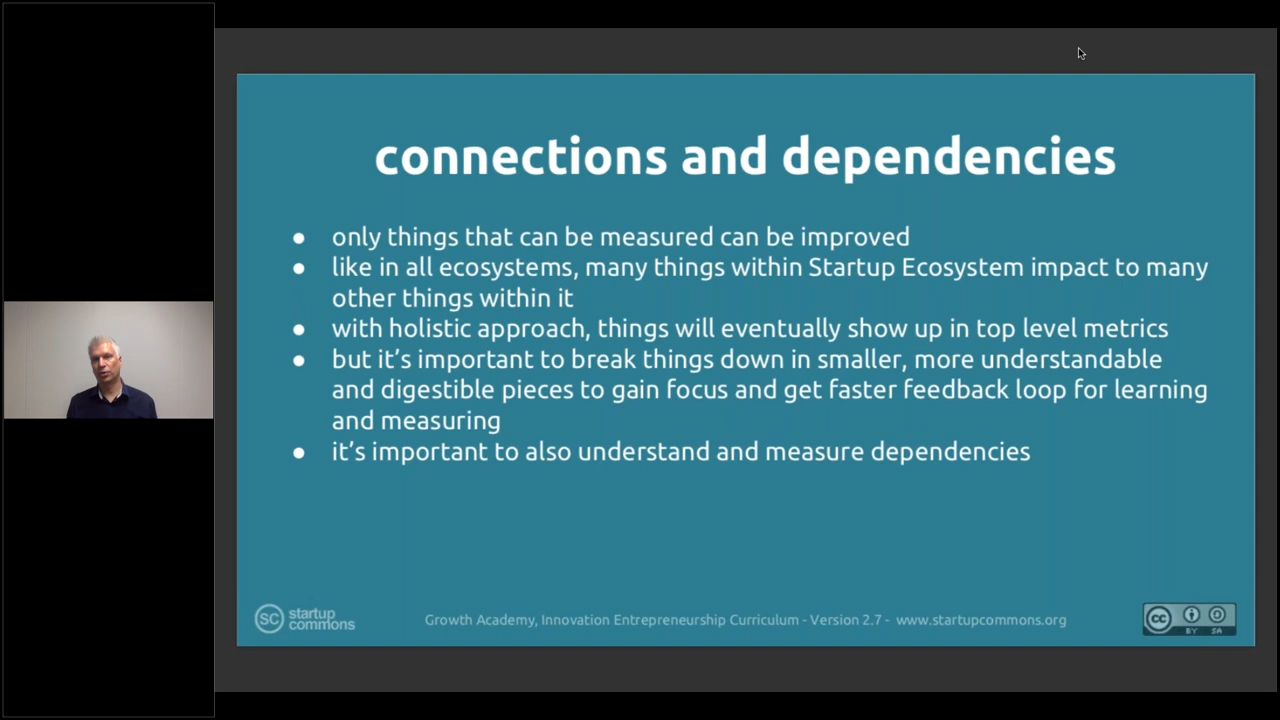 connections and dependencies
● only things that can be measured can be improved
● like in all ecosystems, many things within Startup Ecosystem impact to many
other things within it
● with holistic approach, things will eventually show up in top level metrics
● but it’s important to break things down in smaller, more understandable
and digestible pieces to gain focus and get faster feedback loop for learning
and measuring
● it’s important to also understand and measure dependencies
SC startup
commons
Growth Academy, Innovation Entrepreneurship Curriculum - Version 2.7 - www.startupcommons.org
cc BY SA